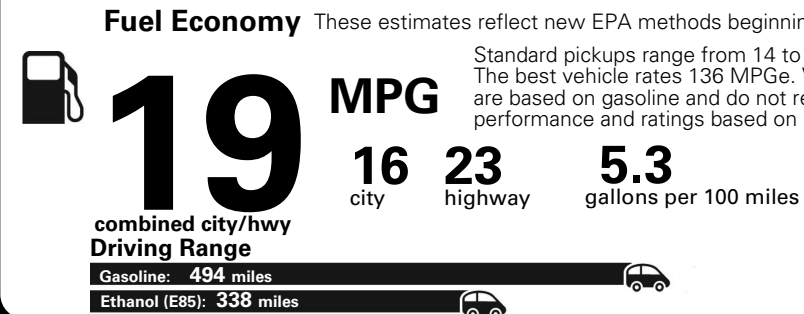 Fuel Economy These estimates reflect new EPA methods beginnin
Standard pickups range from 14 to
The best vehicle rates 136 MPGe. V
are based on gasoline and do not re
performance and ratings based on
19 MPG
16 23 5.3
city highway gallons per 100 miles
combined city/hwy
Driving Range
Gasoline: 494 miles
Ethanol (E85): 338 miles